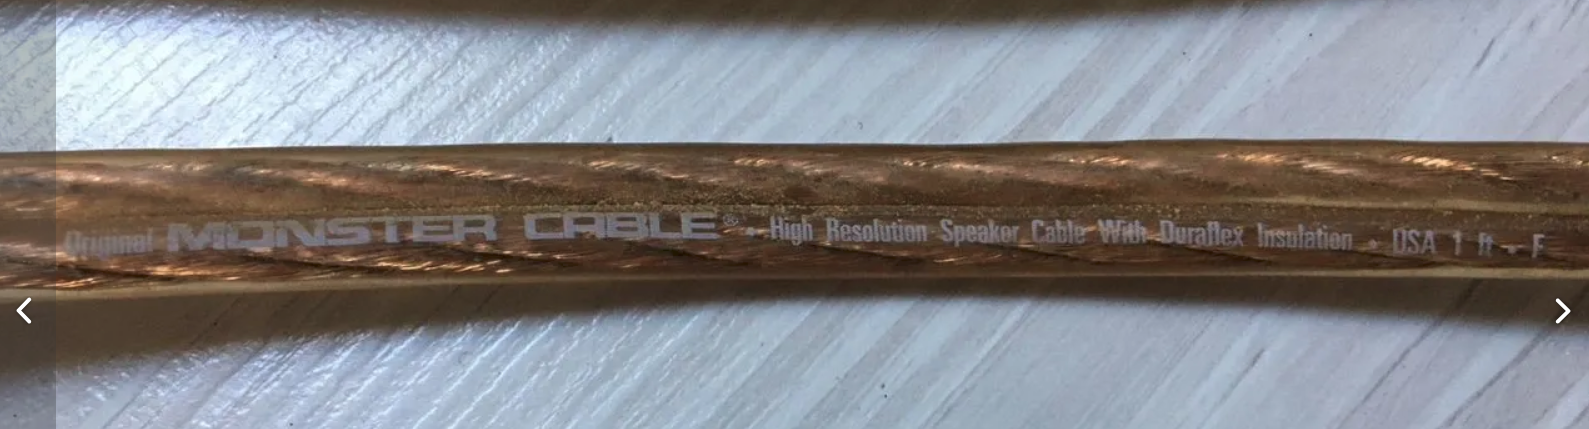 Original MONSTER CABLE® • High Resolution Speaker Cable With Duraflex Insulation • USA 1 ft • F